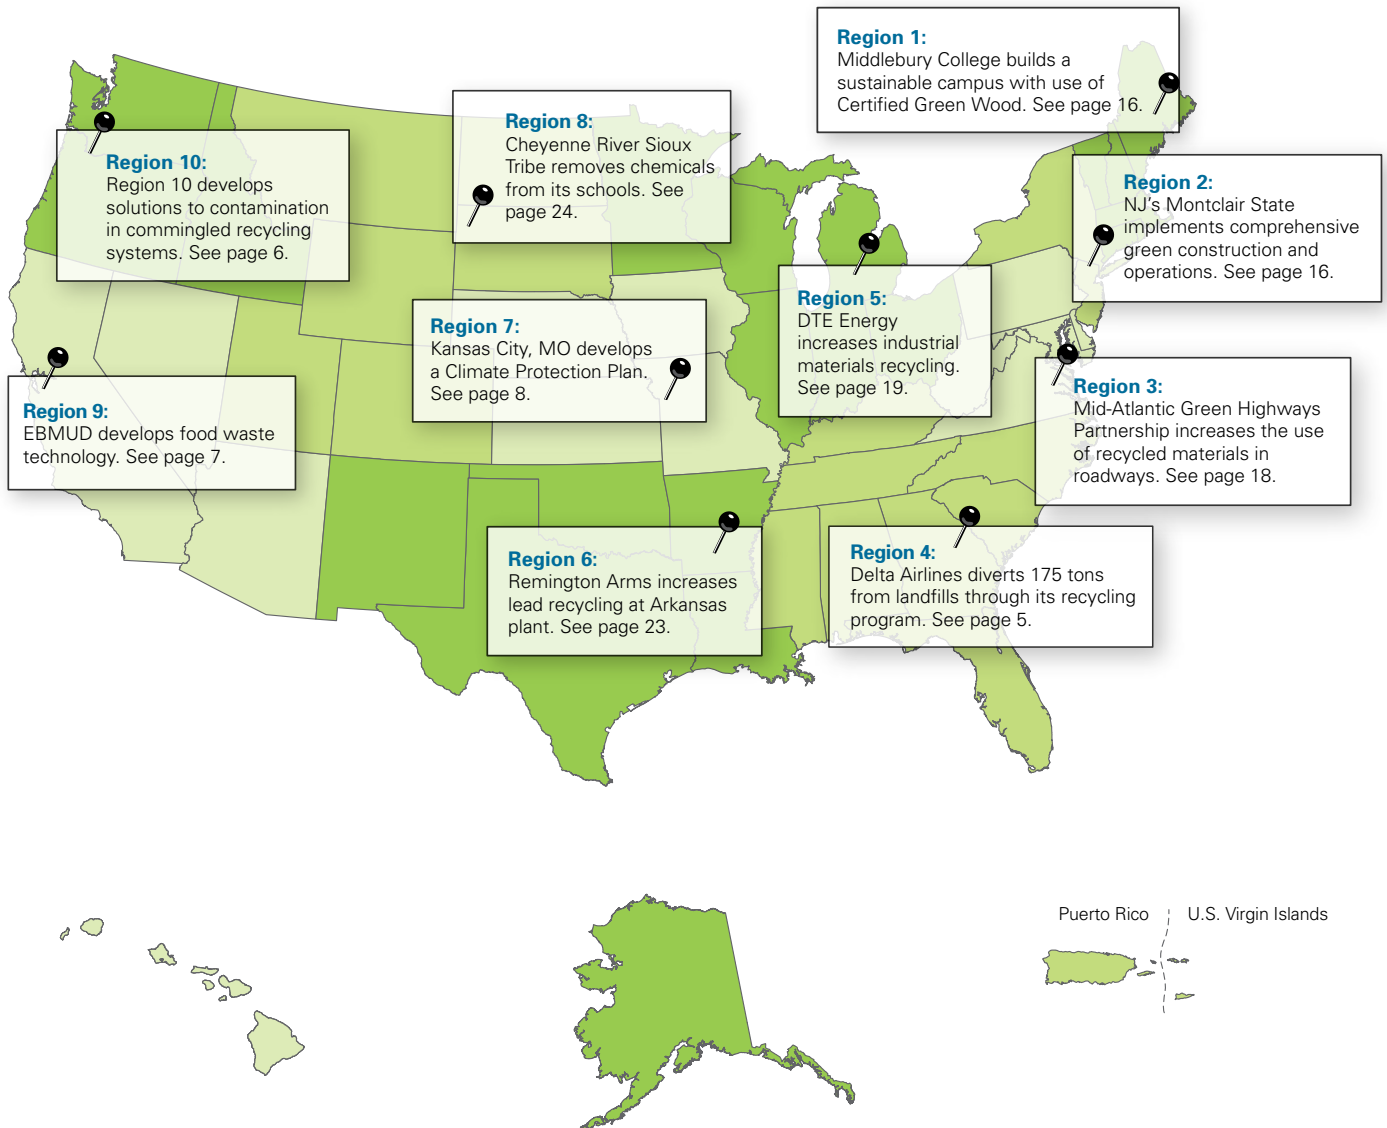 Region 1:
Middlebury College builds a
sustainable campus with use of
Certified Green Wood. See page 16.
Region 8:
Cheyenne River Sioux
Tribe removes chemicals
from its schools. See
page 24.
Region 10:
Region 10 develops
solutions to contamination
in commingled recycling
systems. See page 6.
Region 2:
NJ’s Montclair State
implements comprehensive
green construction and
operations. See page 16.
Region 5:
DTE Energy
increases industrial
materials recycling.
See page 19.
Region 7:
Kansas City, MO develops
a Climate Protection Plan.
See page 8.
Region 9:
EBMUD develops food waste
technology. See page 7.
Region 3:
Mid-Atlantic Green Highways
Partnership increases the use
of recycled materials in
roadways. See page 18.
Region 6:
Remington Arms increases
lead recycling at Arkansas
plant. See page 23.
Region 4:
Delta Airlines diverts 175 tons
from landfills through its recycling
program. See page 5.
Puerto Rico
U.S. Virgin Islands